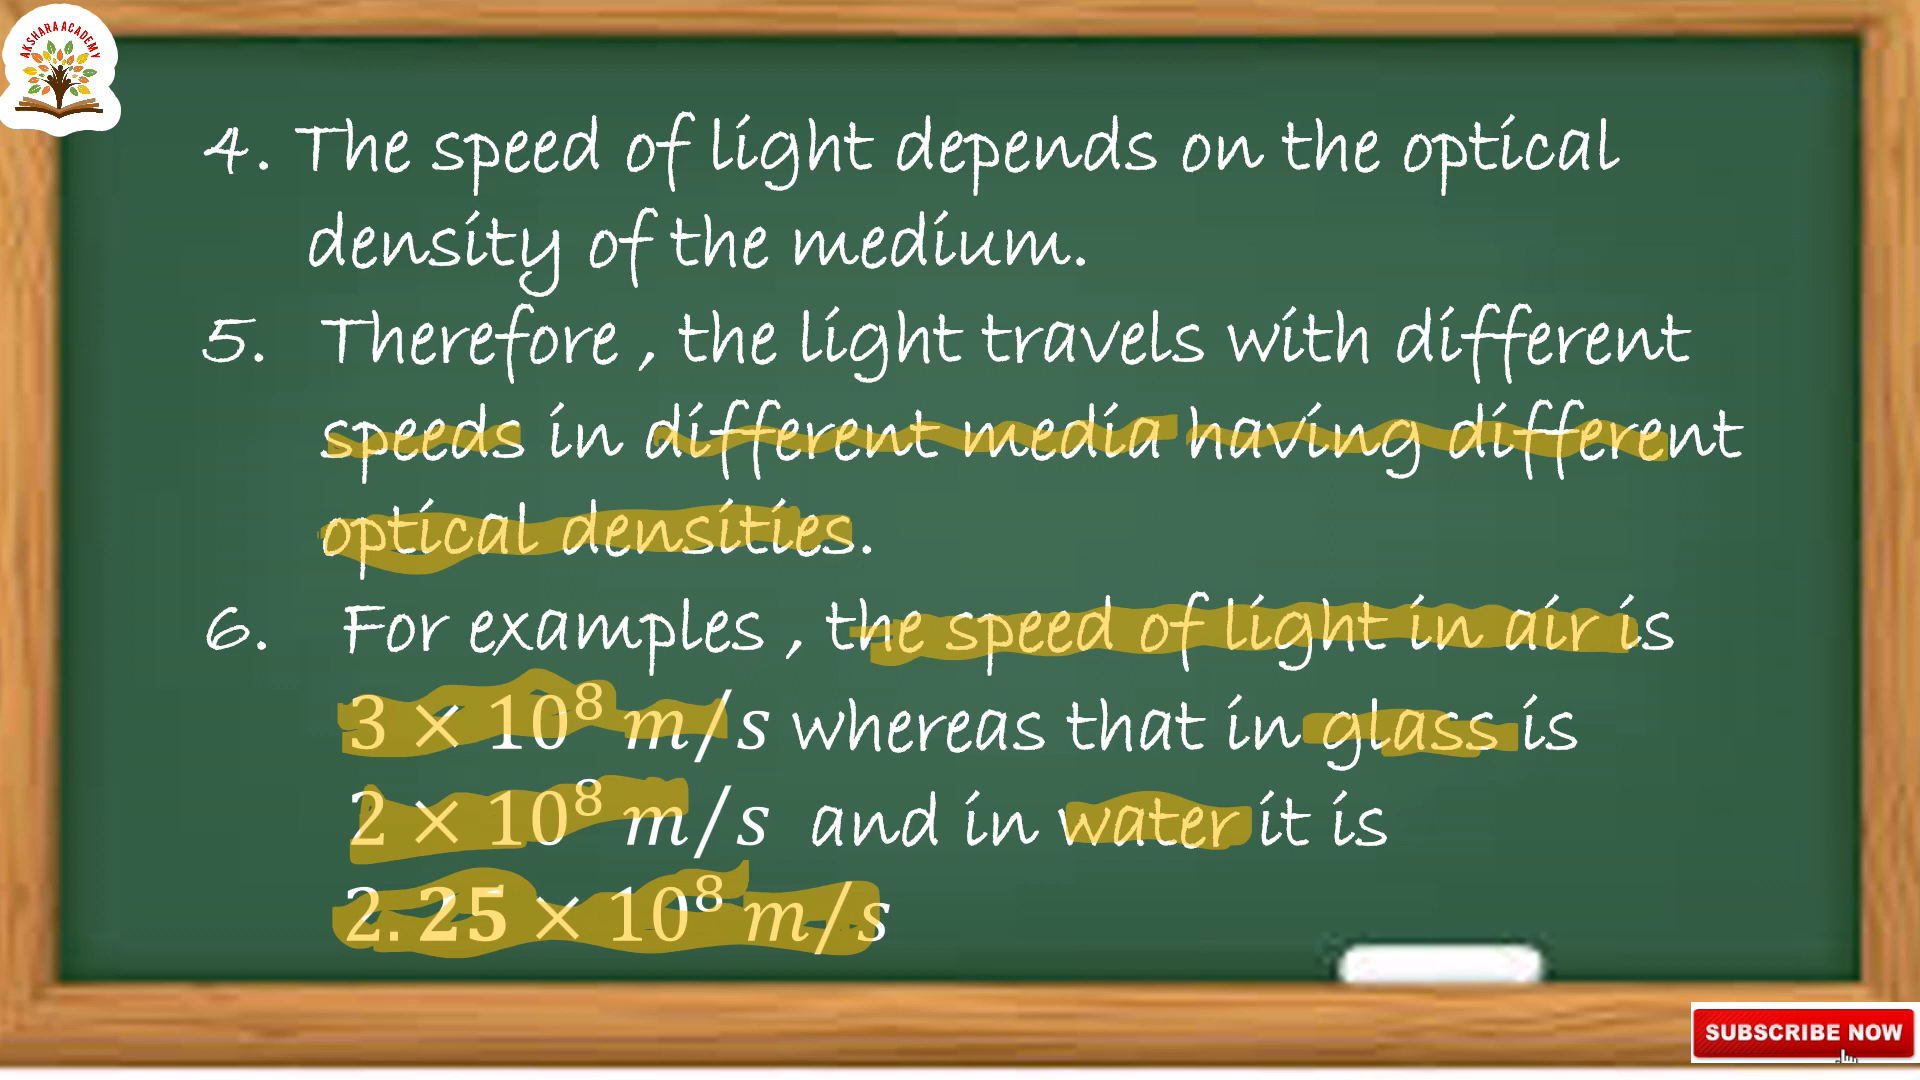 AKSHARA ACADEMY
4. The speed of light depends on the optical
density of the medium.
5. Therefore , the light travels with different
speeds in different media having different
optical densities.
6. For examples , the speed of light in air is
3 × 10⁸ m/s whereas that in glass is
2 × 10⁸ m/s and in water it is
2.25 × 10⁸ m/s
SUBSCRIBE NOW